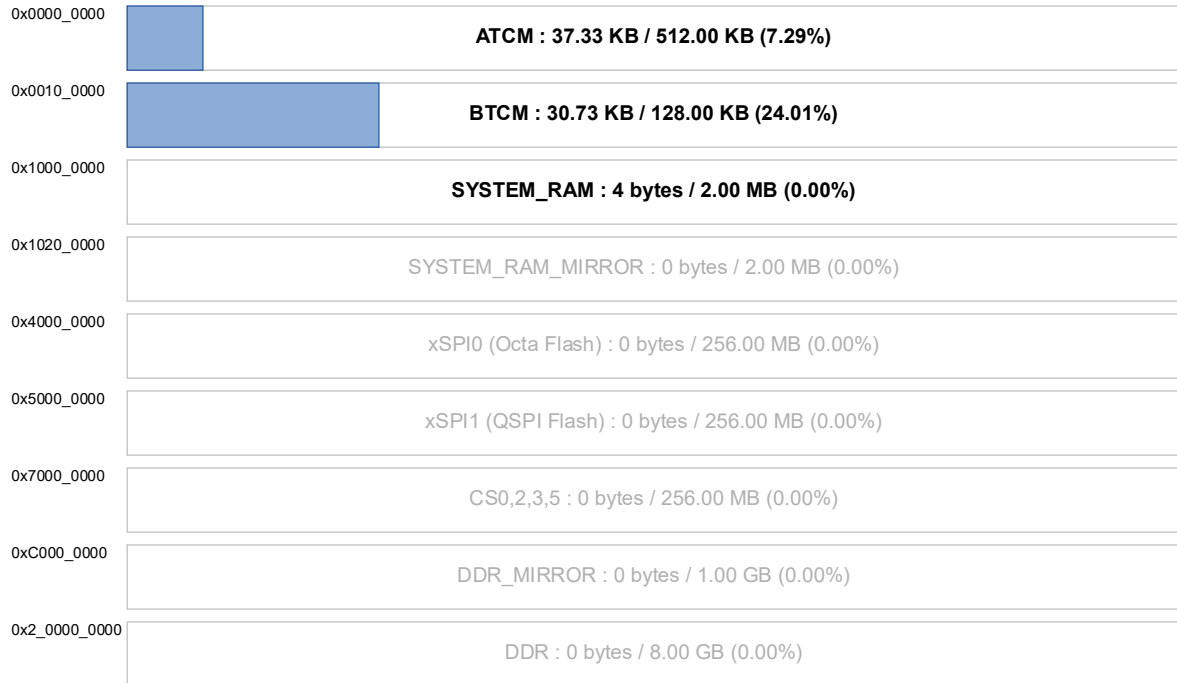 0x0000_0000
ATCM : 37.33 KB / 512.00 KB (7.29%)
0x0010_0000
BTCM : 30.73 KB / 128.00 KB (24.01%)
0x1000_0000
SYSTEM_RAM : 4 bytes / 2.00 MB (0.00%)
0x1020_0000
SYSTEM_RAM_MIRROR : 0 bytes / 2.00 MB (0.00%)
0x4000_0000
xSPI0 (Octa Flash) : 0 bytes / 256.00 MB (0.00%)
0x5000_0000
xSPI1 (QSPI Flash) : 0 bytes / 256.00 MB (0.00%)
0x7000_0000
CS0,2,3,5 : 0 bytes / 256.00 MB (0.00%)
0xC000_0000
DDR_MIRROR : 0 bytes / 1.00 GB (0.00%)
0x2_0000_0000
DDR : 0 bytes / 8.00 GB (0.00%)